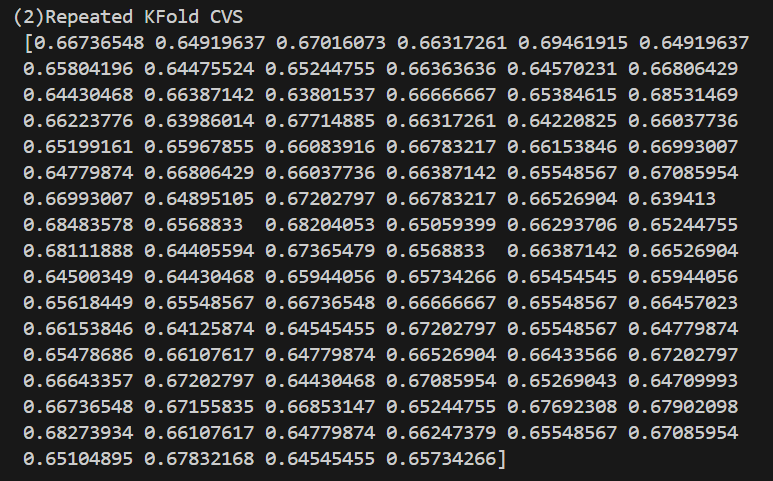 (2)Repeated KFold CVS
[0.66736548 0.64919637 0.67016073 0.66317261 0.69461915 0.64919637
0.65804196 0.64475524 0.65244755 0.66363636 0.64570231 0.66806429
0.64430468 0.66387142 0.63801537 0.66666667 0.65384615 0.68531469
0.66223776 0.63986014 0.67714885 0.66317261 0.64220825 0.66037736
0.65199161 0.65967855 0.66083916 0.66783217 0.66153846 0.66993007
0.64779874 0.66806429 0.66037736 0.66387142 0.65548567 0.67085954
0.66993007 0.64895105 0.67202797 0.66783217 0.66526904 0.639413
0.68483578 0.6568833  0.68204053 0.65059399 0.66293706 0.65244755
0.68111888 0.64405594 0.67365479 0.6568833  0.66387142 0.66526904
0.64500349 0.64430468 0.65944056 0.65734266 0.65454545 0.65944056
0.65618449 0.65548567 0.66736548 0.66666667 0.65548567 0.66457023
0.66153846 0.64125874 0.64545455 0.67202797 0.65548567 0.64779874
0.65478686 0.66107617 0.64779874 0.66526904 0.66433566 0.67202797
0.66643357 0.67202797 0.64430468 0.67085954 0.65269043 0.64709993
0.66736548 0.67155835 0.66853147 0.65244755 0.67692308 0.67902098
0.68273934 0.66107617 0.64779874 0.66247379 0.65548567 0.67085954
0.65104895 0.67832168 0.64545455 0.65734266]